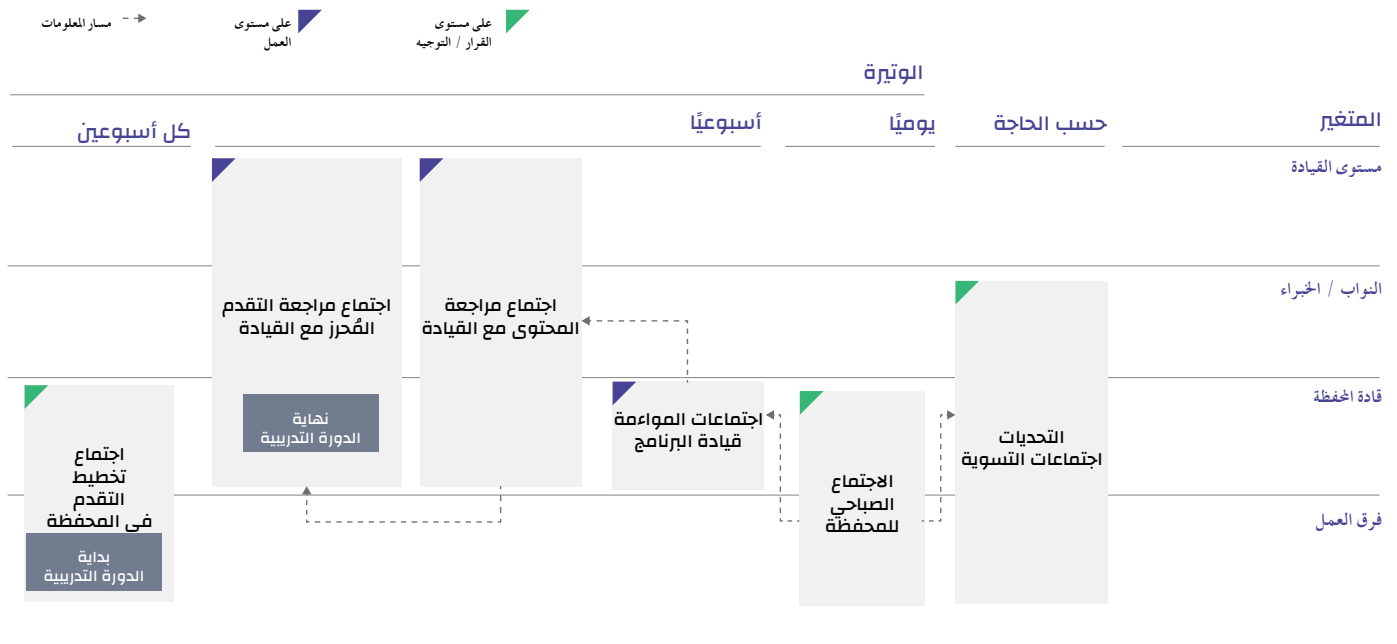 على مستوى
القرار / التوجيه
على مستوى
العمل
مسار المعلومات
الوتيرة
المتغير
حسب الحاجة
يوميًا
أسبوعيًا
كل أسبوعين
مستوى القيادة
النواب / الخبراء
قادة المحفظة
فرق العمل
التحديات
اجتماعات التسوية
الاجتماع
الصباحي
للمحفظة
اجتماعات المواءمة
قيادة البرنامج
اجتماع مراجعة
المحتوى مع القيادة
اجتماع مراجعة التقدم
المُحرز مع القيادة
نهاية
الدورة التدريبية
اجتماع
تخطيط
التقدم
في المحفظة
بداية
الدورة التدريبية